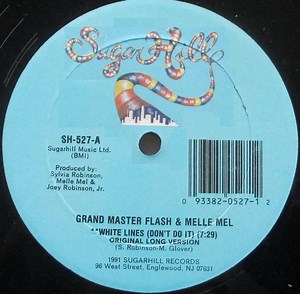 Sugar Hill
SH-527-A
Sugarhill Music Ltd.
(BMI)
Produced by:
Sylvia Robinson,
Melle Mel &
Joey Robinson, Jr.
0 93382-0527-1 2
GRAND MASTER FLASH & MELLE MEL
WHITE LINES (DON'T DO IT) (7:29)
ORIGINAL LONG VERSION
(S. Robinson-M. Glover)
1991 SUGARHILL RECORDS
96 West Street, Englewood, NJ 07631